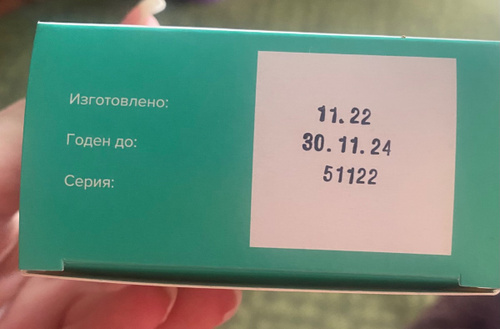 Изготовлено: 11.22
Годен до: 30.11.24
Серия: 51122